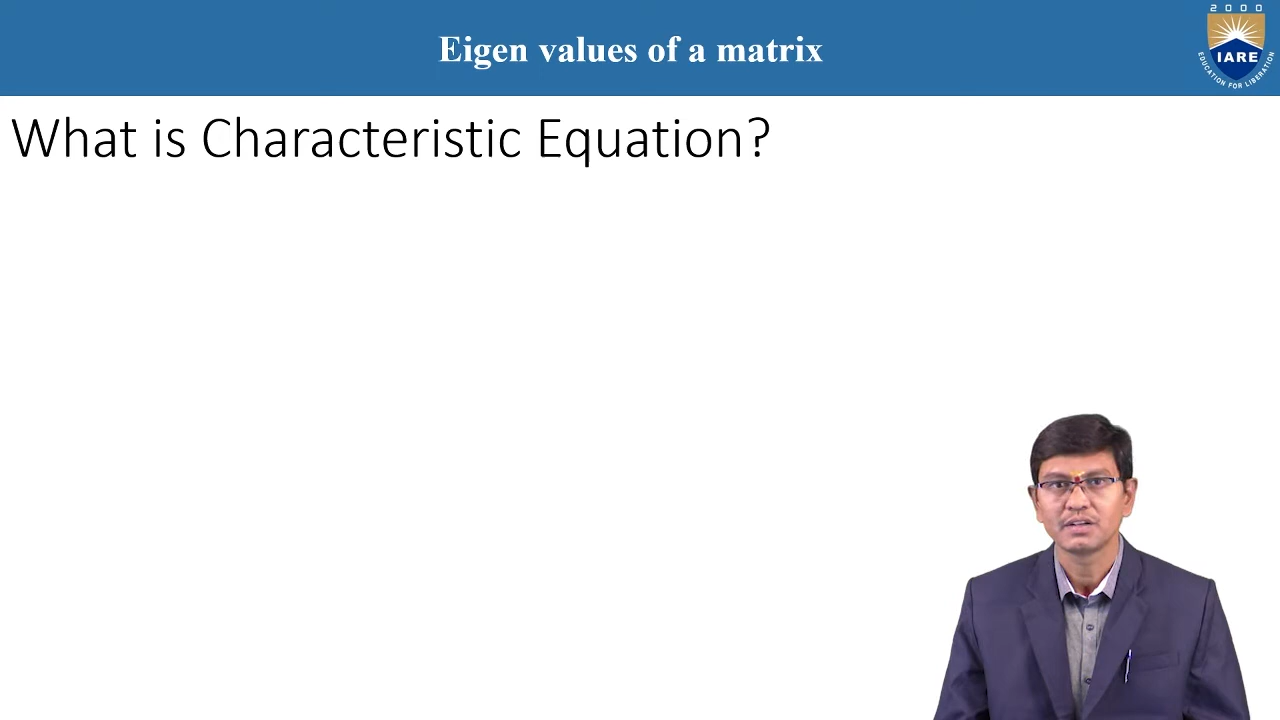 Eigen values of a matrix
2000
IARE
EDUCATION FOR LIBERATION
What is Characteristic Equation?